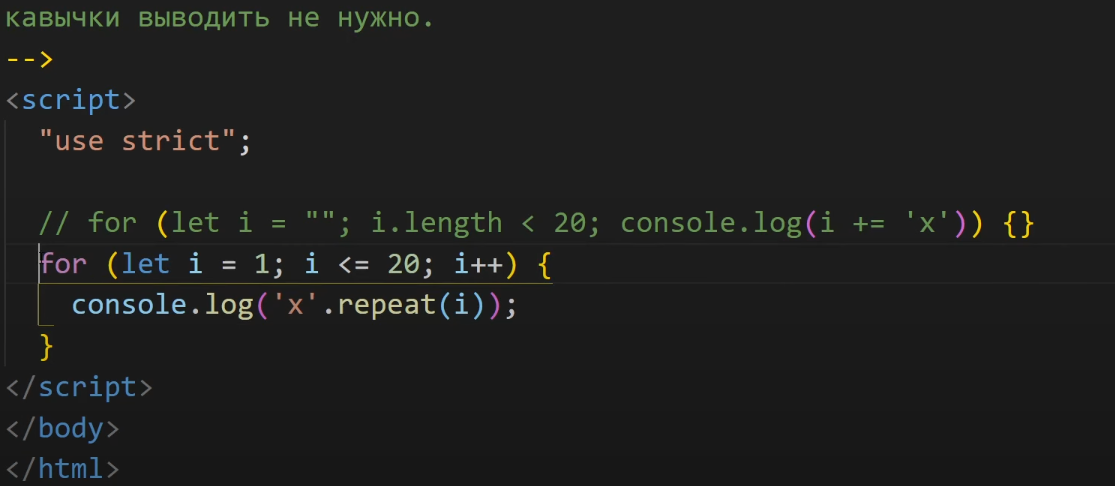 кавычки выводить не нужно.
-->
<script>
"use strict";
// for (let i = ""; i.length < 20; console.log(i += 'x')) {}
for (let i = 1; i <= 20; i++) {
console.log('x'.repeat(i));
}
</script>
</body>
</html>